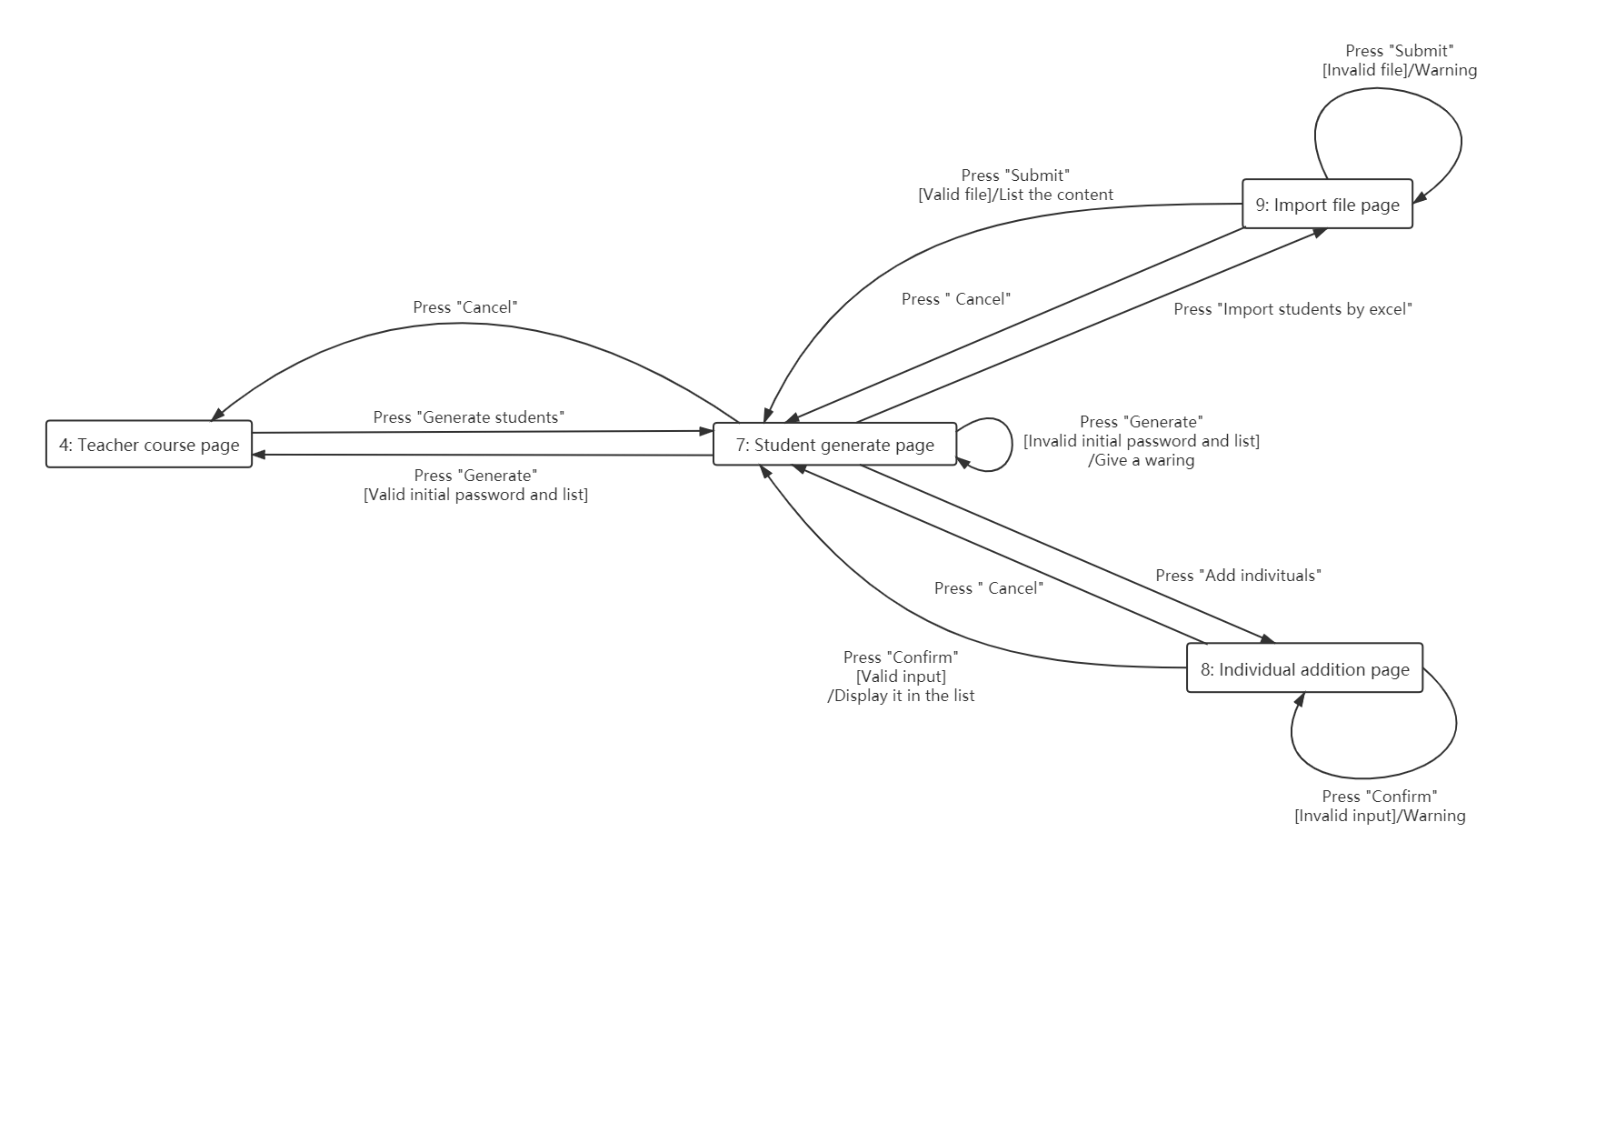 Press "Submit"
[Invalid file]/Warning
Press "Submit"
[Valid file]/List the content
9: Import file page
Press " Cancel"
Press "Import students by excel"
Press "Cancel"
Press "Generate students"
4: Teacher course page
7: Student generate page
Press "Generate"
[Invalid initial password and list]
/Give a waring
Press "Generate"
[Valid initial password and list]
Press "Add indivituals"
Press " Cancel"
Press "Confirm"
[Valid input]
/Display it in the list
8: Individual addition page
Press "Confirm"
[Invalid input]/Warning